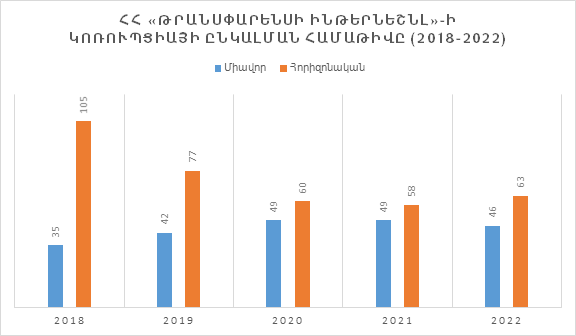 ՀՀ «ԹՐԱՆՍՓԱՐԵՆՍԻ ԻՆԹԵՐՆԵՇՆԼ»-Ի
ԿՈՌՈՒՊՑԻԱՅԻ ԸՆԿԱԼՄԱՆ ՀԱՄԱԹԻՎԸ (2018-2022)
Միավոր Հորիզոնական
35 105 42 77 49 60 49 58 46 63
2018 2019 2020 2021 2022